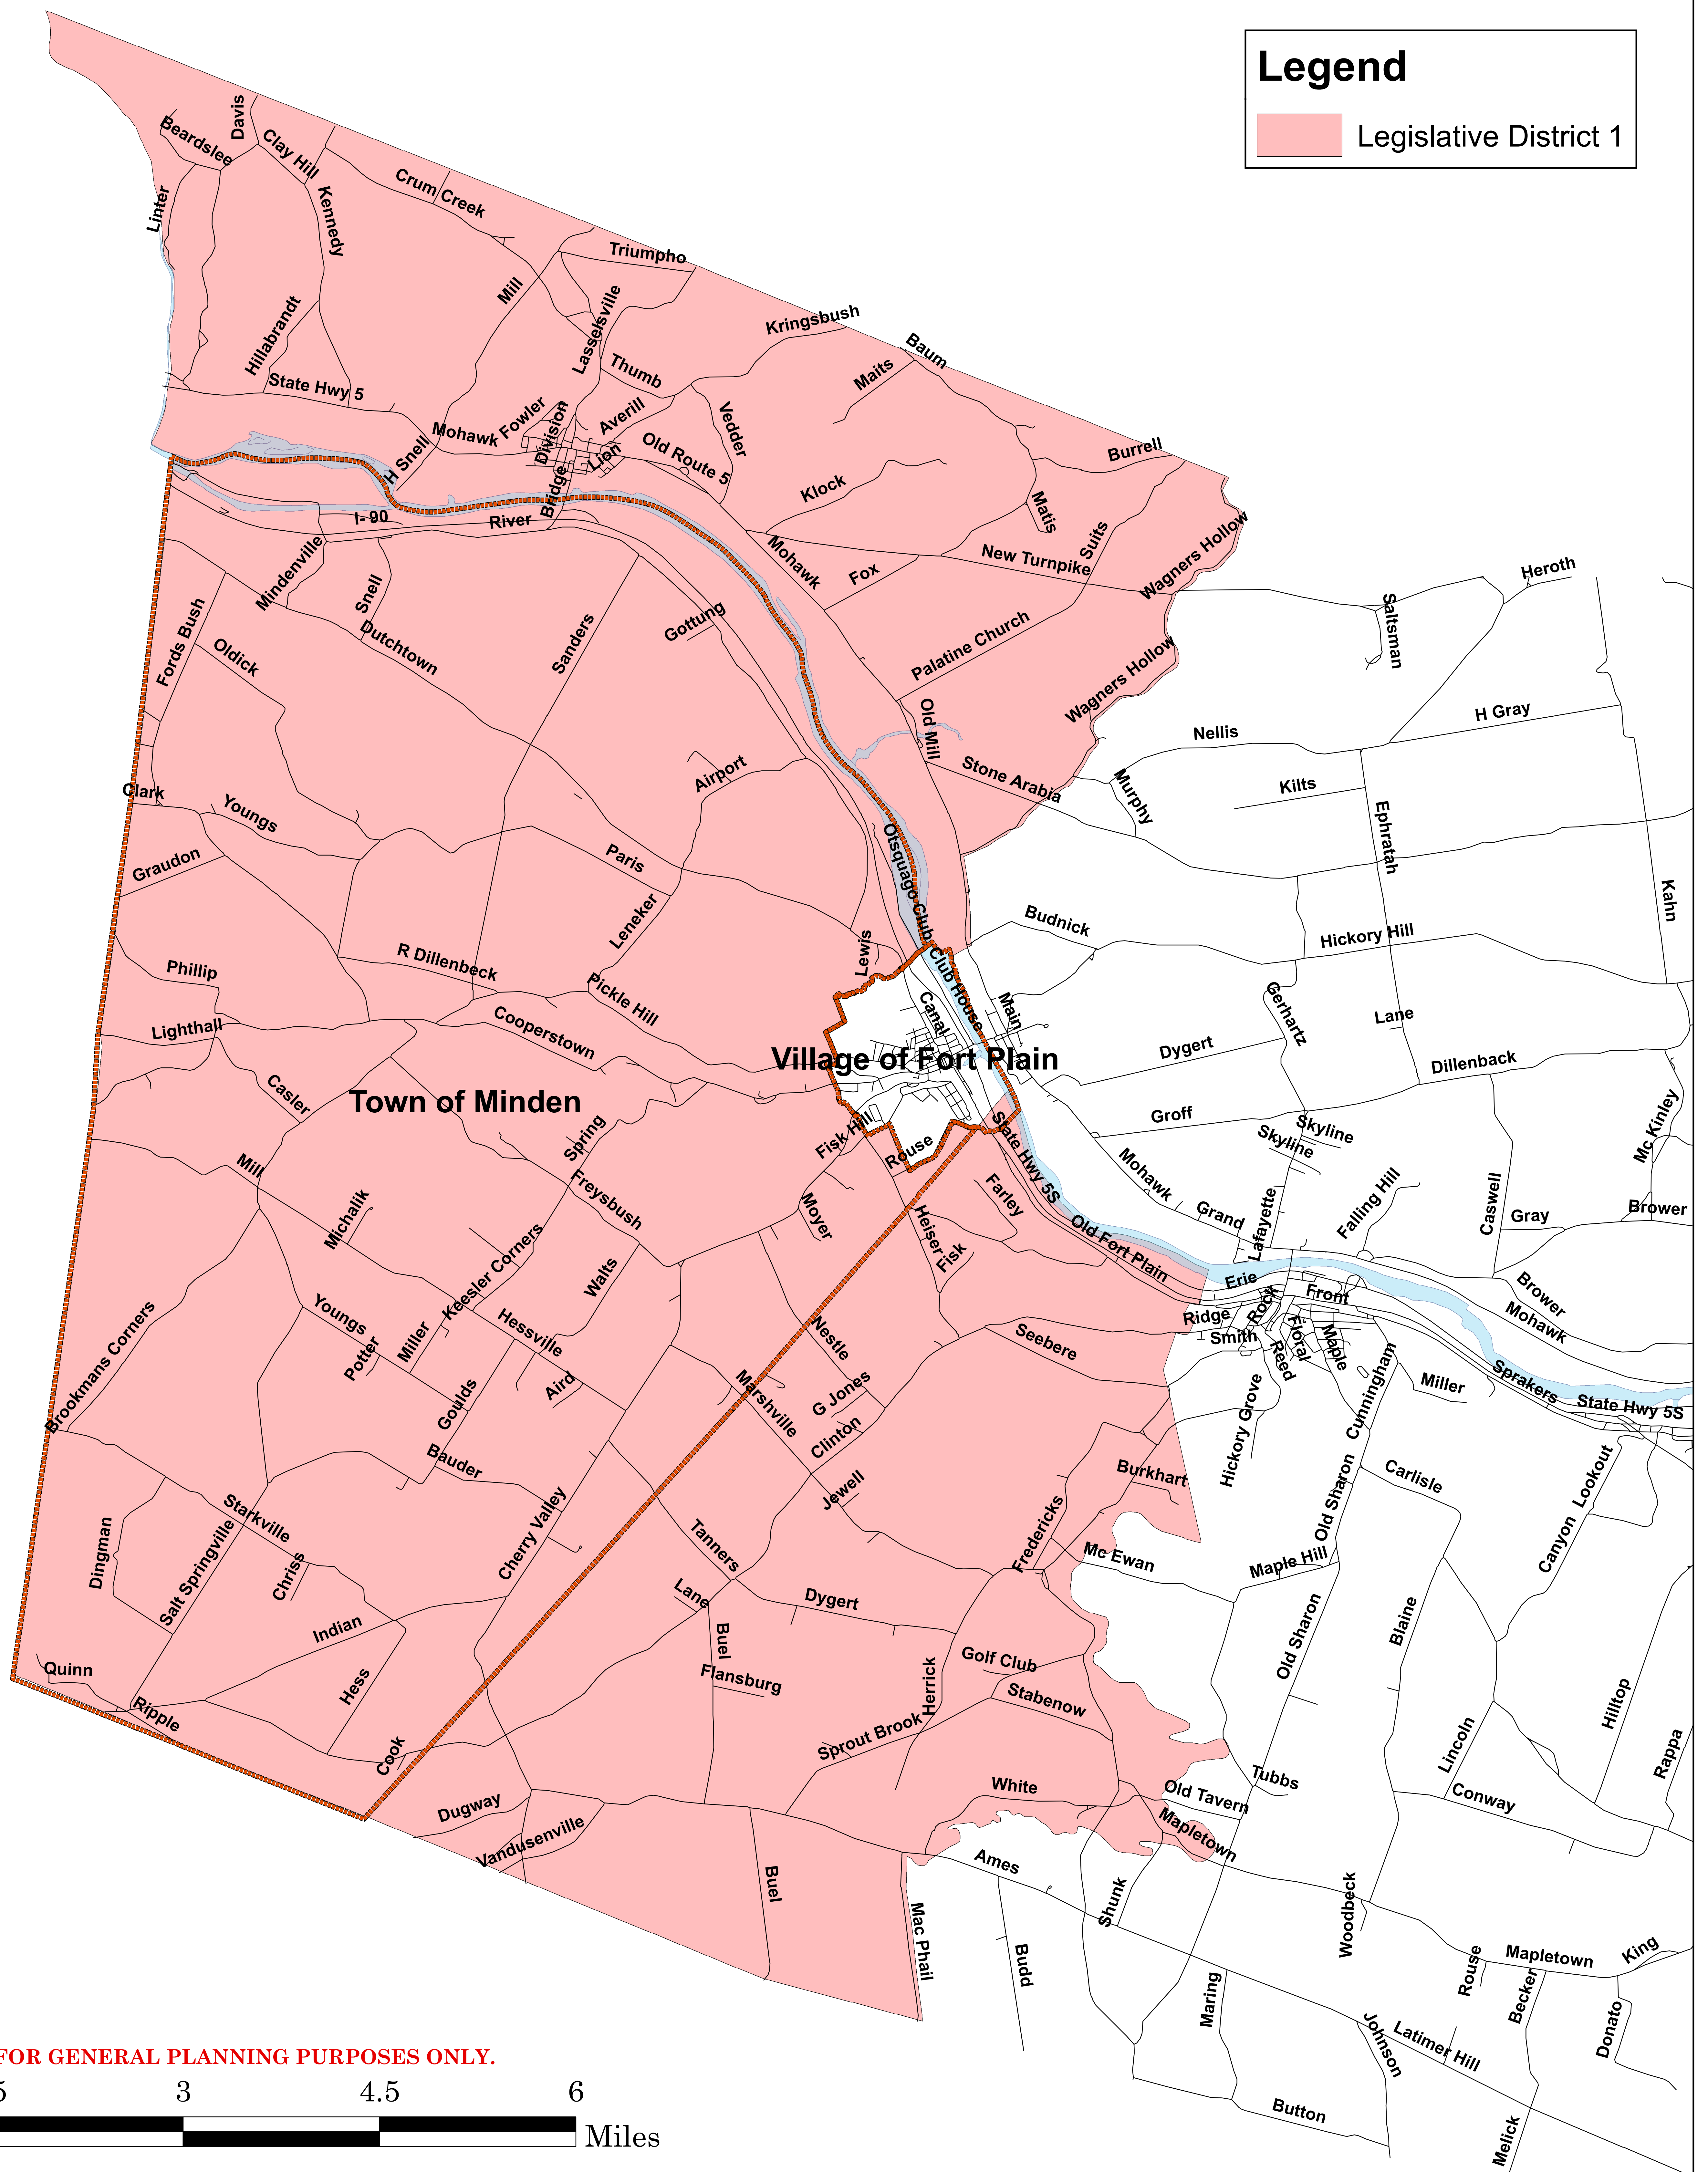 Legend
Legislative District 1
Davis
Beardslee
Clay Hill
Crum Creek
Linter
Kennedy
Triumpho
Mill
Hillabrandt
Lasselsville
Kringsbush
Baum
Maits
Thumb
State Hwy 5
Fowler
Division
Averill
Vedder
Mohawk
H Snell
Lion
Old Route 5
Burrell
Bridge
Klock
Matis
I- 90
River
Suits
Wagners Hollow
Mindenville
Mohawk
New Turnpike
Fox
Heroth
Snell
Saltsman
Fords Bush
Oldick
Dutchtown
Sanders
Gottung
Palatine Church
Wagners Hollow
Old Mill
H Gray
Nellis
Airport
Stone Arabia
Murphy
Kilts
Clark
Youngs
Ephratah
Otsquago Club
Paris
Graudon
Kahn
Leneker
Budnick
Hickory Hill
Lewis
Club House
R Dillenbeck
Phillip
Pickle Hill
Canal
Main
Gerhartz
Lane
Lighthall
Cooperstown
Village of Fort Plain
Dygert
Dillenback
Casler
Town of Minden
Groff
Skyline
Skyline
Mc Kinley
Spring
Fisk Hill
Rouse
State Hwy 5S
Mill
Freysbush
Mohawk
Farley
Moyer
Michalik
Heiser
Fisk
Grand
Lafayette
Falling Hill
Caswell
Gray
Brower
Old Fort Plain
Keesler Corners
Walts
Erie
Front
Brower
Mohawk
Youngs
Potter
Miller
Hessville
Nestle
Seebere
Ridge
Rock
Smith
Floral
Maple
Reed
Brookmans Corners
Aird
Goulds
Marshville
G Jones
Clinton
Cunningham
Miller
Sprakers
State Hwy 5S
Hickory Grove
Bauder
Burkhart
Jewell
Carlisle
Canyon Lookout
Old Sharon
Starkville
Dingman
Salt Springville
Chriss
Cherry Valley
Tanners
Fredericks
Mc Ewan
Maple Hill
Lane
Dygert
Indian
Buel
Old Sharon
Blaine
Quinn
Hess
Flansburg
Golf Club
Herrick
Stabenow
Hilltop
Ripple
Cook
Sprout Brook
Lincoln
Rappa
White
Old Tavern
Tubbs
Conway
Dugway
Vandusenville
Mapletown
Ames
Buel
Shunk
Woodbeck
Mac Phail
Budd
Mapletown
King
Rouse
Becker
Maring
Donato
Johnson
Latimer Hill
FOR GENERAL PLANNING PURPOSES ONLY.
5 3 4.5 6
Miles
Button
Melick